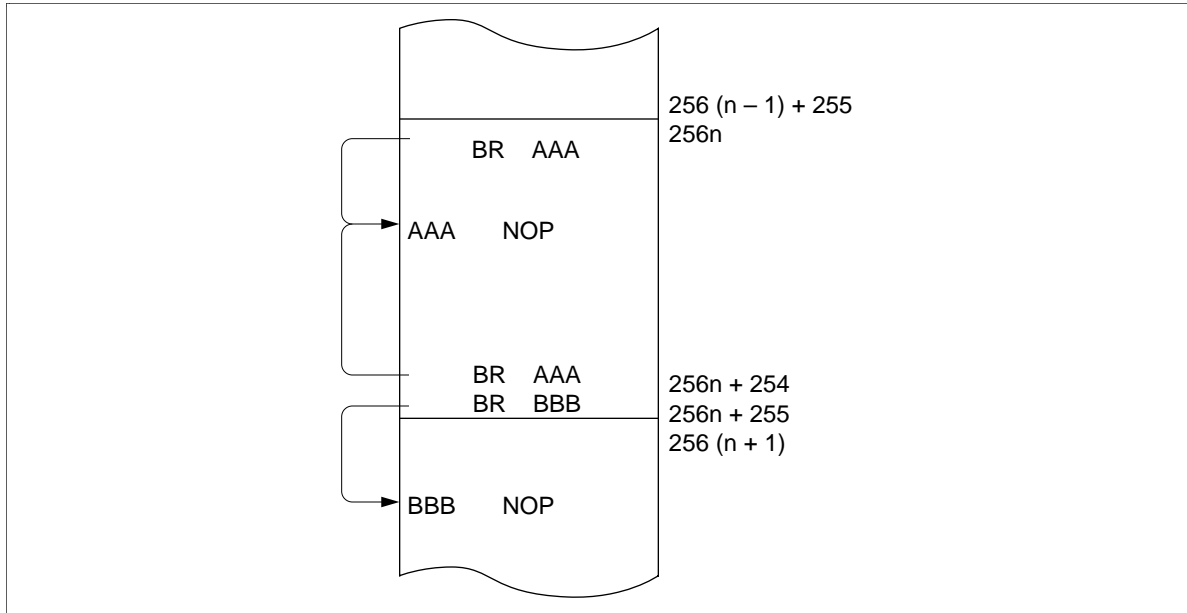 256 (n – 1) + 255
256n
BR AAA
AAA NOP
BR AAA
256n + 254
BR BBB
256n + 255
256 (n + 1)
BBB NOP